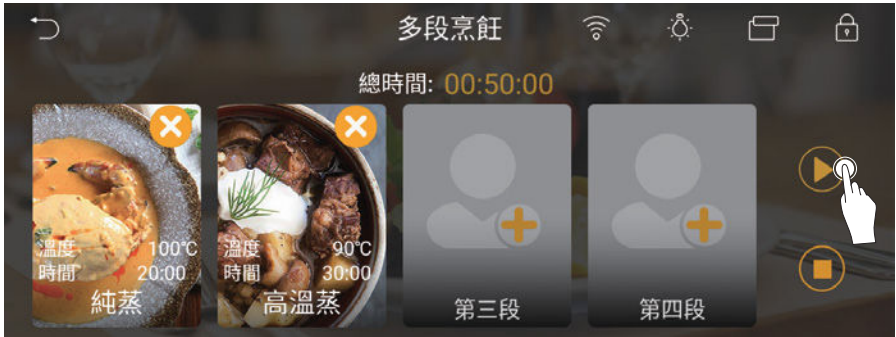 多段烹飪
總時間: 00:50:00
溫度 100℃
時間 20:00
純蒸
溫度 90℃
時間 30:00
高溫蒸
第三段
第四段